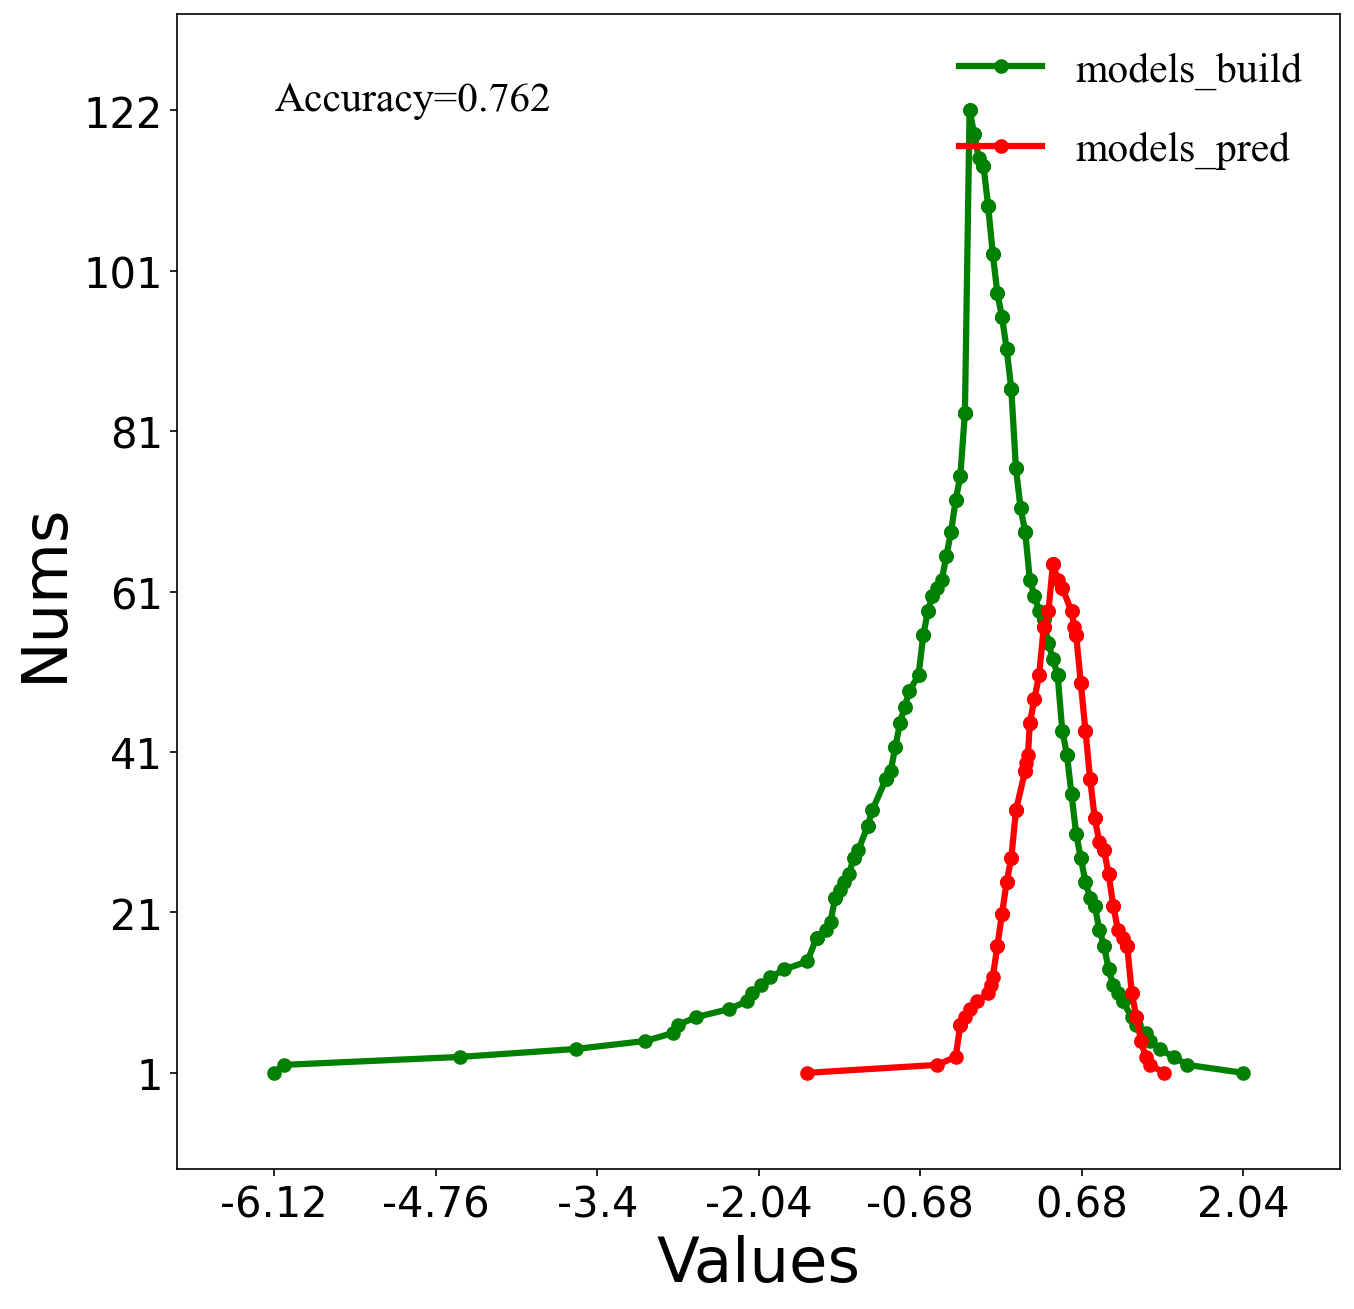 Accuracy=0.762
models_build
models_pred
122
101
81
61
41
21
1
Nums
-6.12 -4.76 -3.4 -2.04 -0.68 0.68 2.04
Values